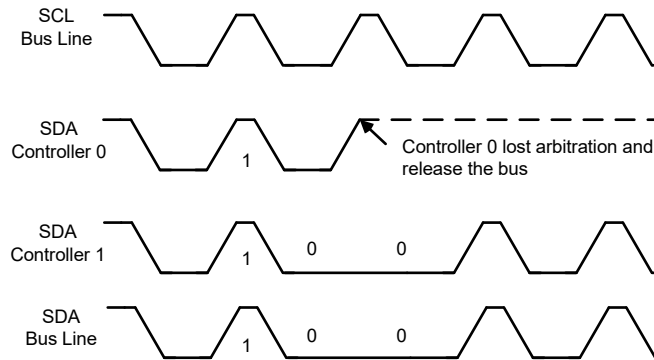 SCL
Bus Line
SDA
Controller 0
1
Controller 0 lost arbitration and
release the bus
SDA
Controller 1
1
0
0
SDA
Bus Line
1
0
0